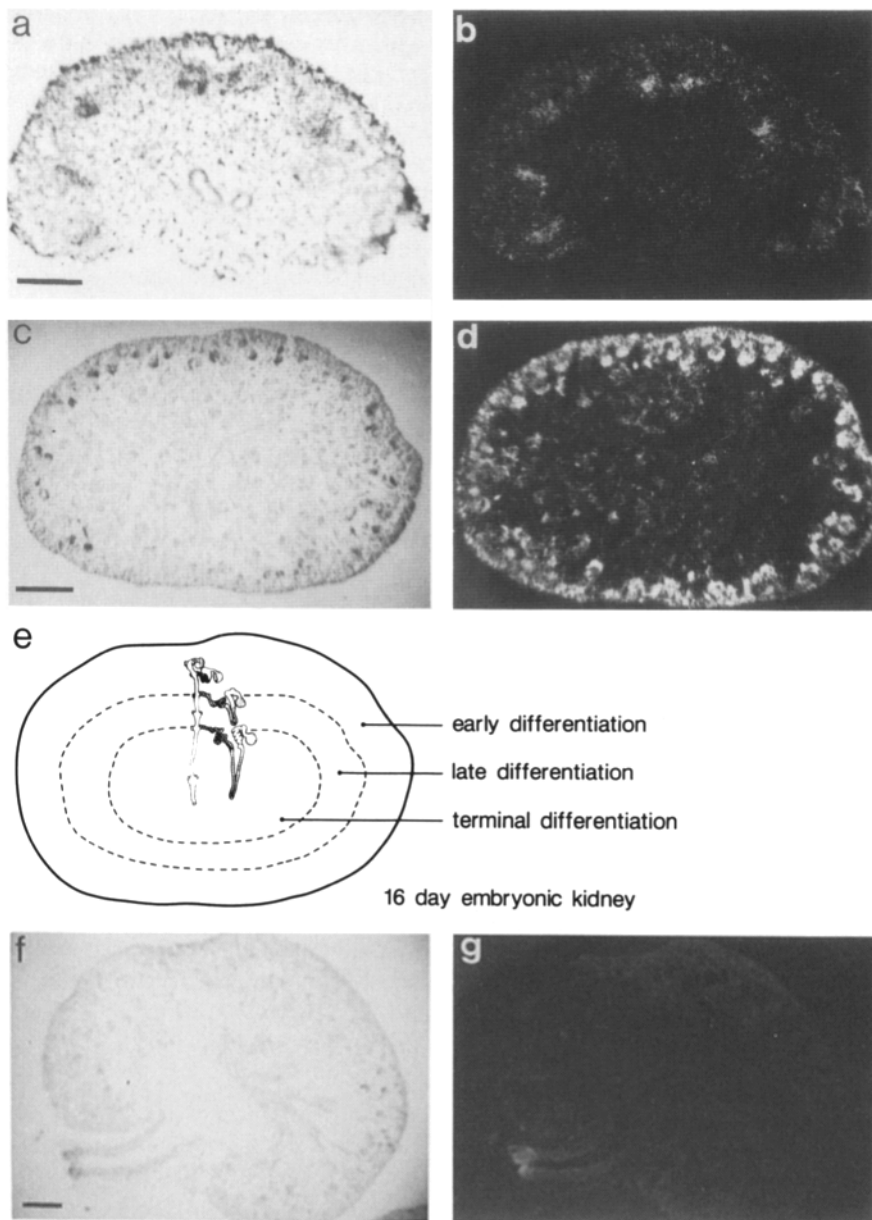 a
b
c
d
e
early differentiation
late differentiation
terminal differentiation
16 day embryonic kidney
f
g